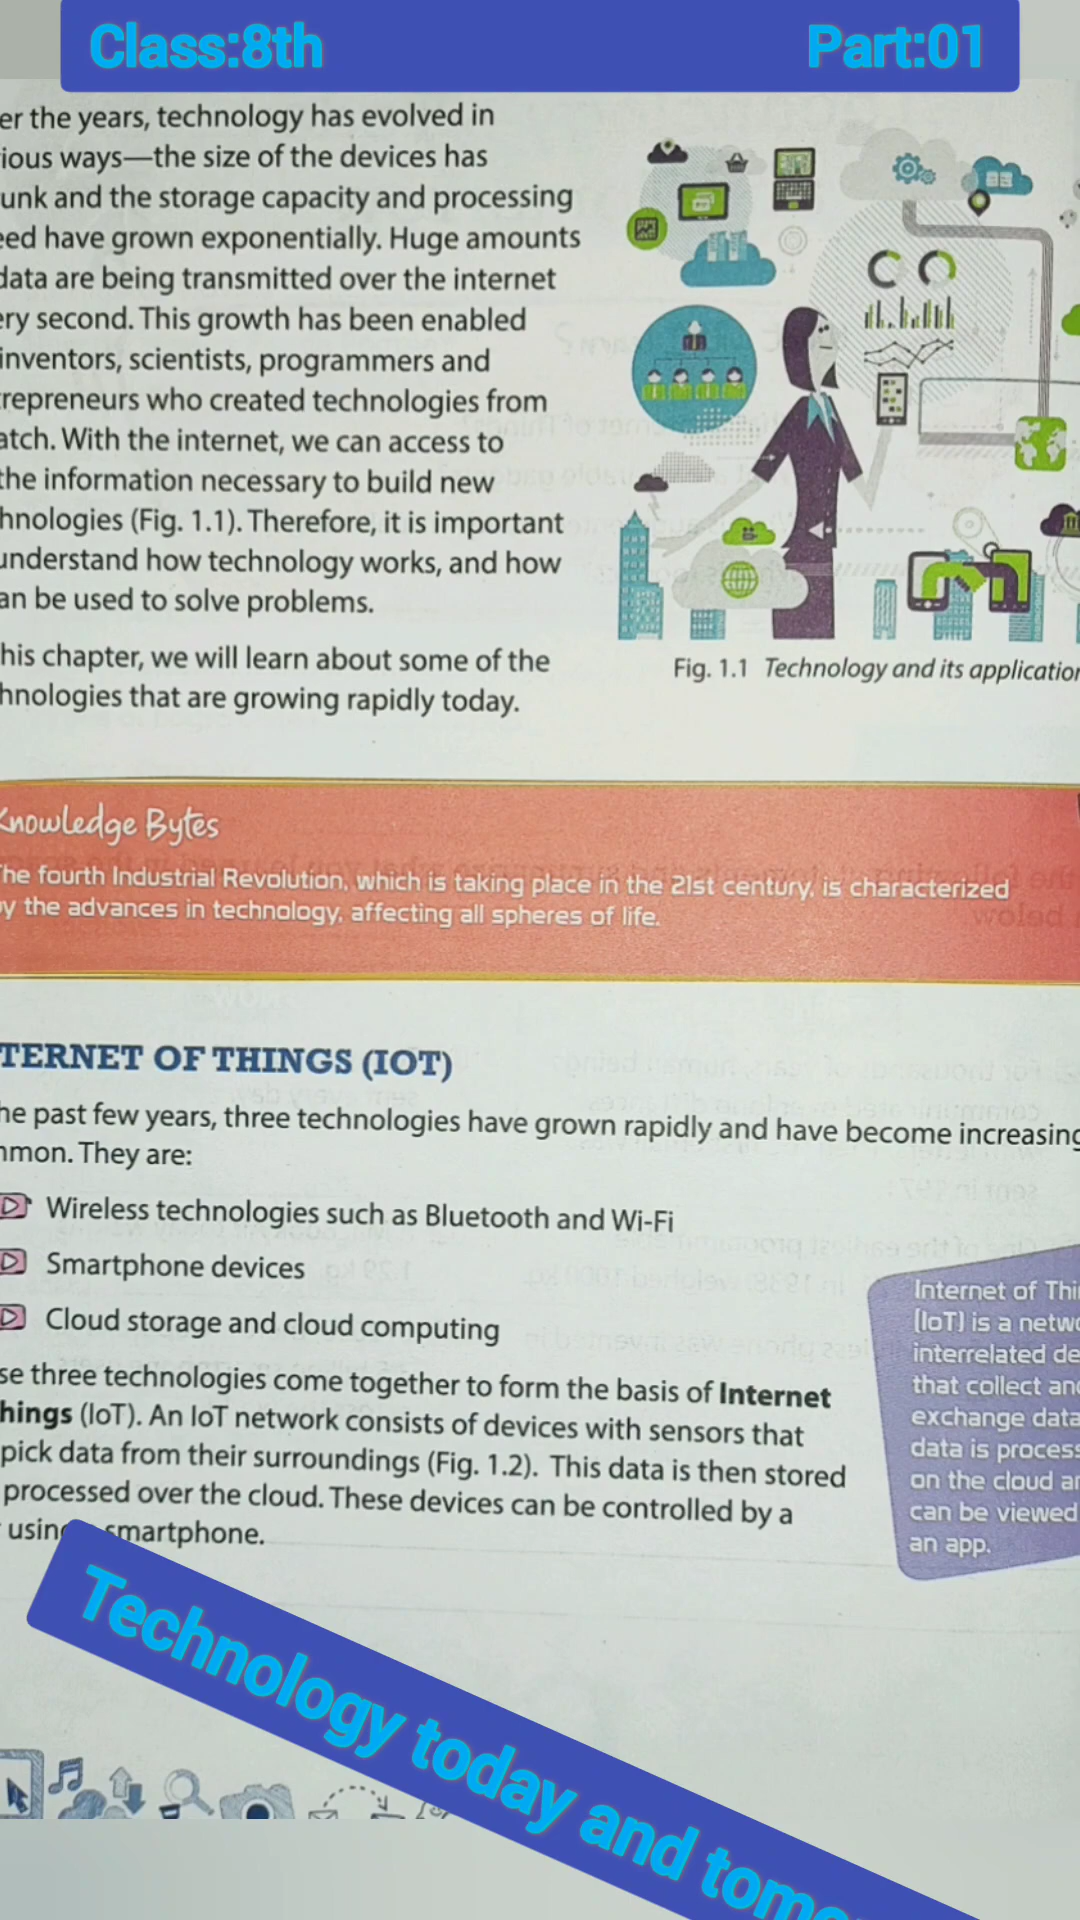 Class:8th Part:01
er the years, technology has evolved in
ious ways—the size of the devices has
unk and the storage capacity and processing
eed have grown exponentially. Huge amounts
data are being transmitted over the internet
ery second. This growth has been enabled
inventors, scientists, programmers and
trepreneurs who created technologies from
atch. With the internet, we can access to
the information necessary to build new
hnologies (Fig. 1.1). Therefore, it is important
understand how technology works, and how
an be used to solve problems.
his chapter, we will learn about some of the
hnologies that are growing rapidly today.
Fig. 1.1 Technology and its application
Knowledge Bytes
The fourth Industrial Revolution, which is taking place in the 21st century, is characterized
by the advances in technology, affecting all spheres of life.
TERNET OF THINGS (IOT)
he past few years, three technologies have grown rapidly and have become increasing
mmon. They are:
Wireless technologies such as Bluetooth and Wi-Fi
Smartphone devices
Cloud storage and cloud computing
se three technologies come together to form the basis of Internet
hings (IoT). An IoT network consists of devices with sensors that
pick data from their surroundings (Fig. 1.2). This data is then stored
processed over the cloud. These devices can be controlled by a
using smartphone.
Internet of Thi
(IoT) is a netwo
interrelated de
that collect and
exchange data
data is process
on the cloud an
can be viewed
an app.
Technology today and tomo